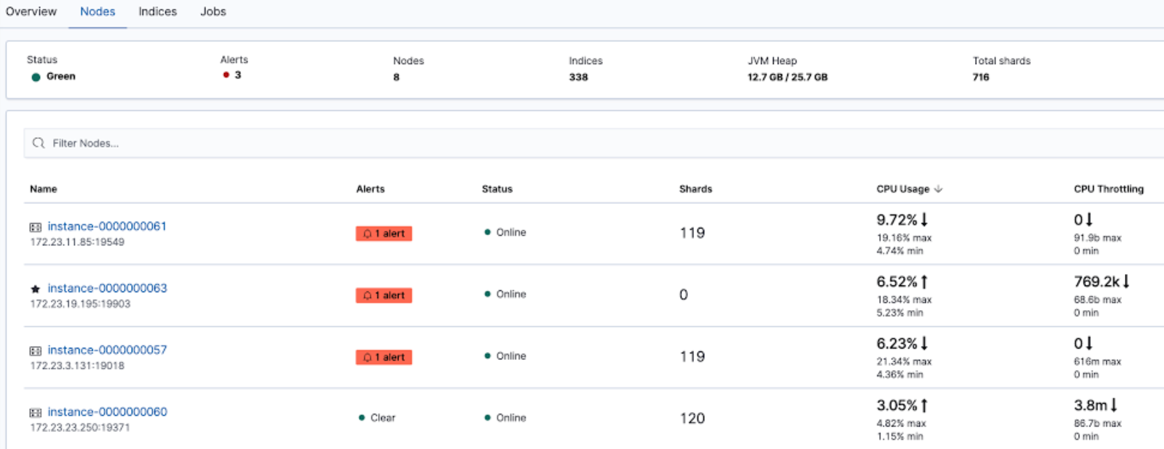 Overview Nodes Indices Jobs
Status Alerts Nodes Indices JVM Heap Total shards
Green 3 8 338 12.7 GB / 25.7 GB 716
Filter Nodes...
Name Alerts Status Shards CPU Usage ↓ CPU Throttling
instance-0000000061 1 alert Online 119 9.72% ↓ 0 ↓
172.23.11.85:19549 19.16% max 91.9b max
4.74% min 0 min
instance-0000000063 1 alert Online 0 6.52% ↑ 769.2k ↓
172.23.19.195:19903 18.34% max 68.6b max
5.23% min 0 min
instance-0000000057 1 alert Online 119 6.23% ↓ 0 ↓
172.23.3.131:19018 21.34% max 616m max
4.36% min 0 min
instance-0000000060 Clear Online 120 3.05% ↑ 3.8m ↓
172.23.23.250:19371 4.82% max 86.7b max
1.15% min 0 min